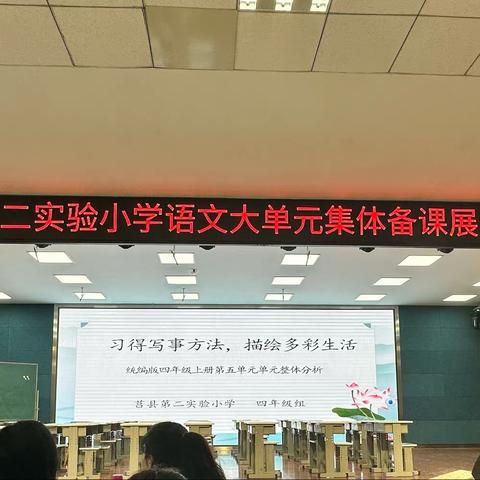 二实验小学语文大单元集体备课展
习得写事方法，描绘多彩生活
统编版四年级上册第五单元单元整体分析
莒县第二实验小学 四年级组